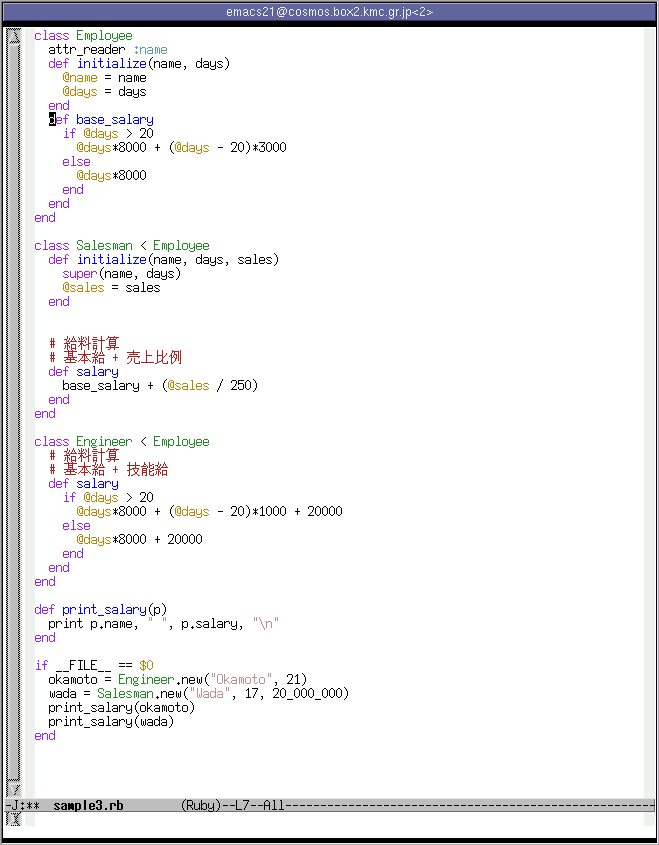 emacs21@cosmos.box2.kmc.gr.jp<2>
class Employee
  attr_reader :name
  def initialize(name, days)
    @name = name
    @days = days
  end
  def base_salary
    if @days > 20
      @days*8000 + (@days - 20)*3000
    else
      @days*8000
    end
  end
end

class Salesman < Employee
  def initialize(name, days, sales)
    super(name, days)
    @sales = sales
  end


  # 給料計算
  # 基本給 + 売上比例
  def salary
    base_salary + (@sales / 250)
  end
end

class Engineer < Employee
  # 給料計算
  # 基本給 + 技能給
  def salary
    if @days > 20
      @days*8000 + (@days - 20)*1000 + 20000
    else
      @days*8000 + 20000
    end
  end
end

def print_salary(p)
  print p.name, " ", p.salary, "\n"
end

if __FILE__ == $0
  okamoto = Engineer.new("Okamoto", 21)
  wada = Salesman.new("Wada", 17, 20_000_000)
  print_salary(okamoto)
  print_salary(wada)
end
-J:**  sample3.rb        (Ruby)--L7--All-----------------------------------------------------